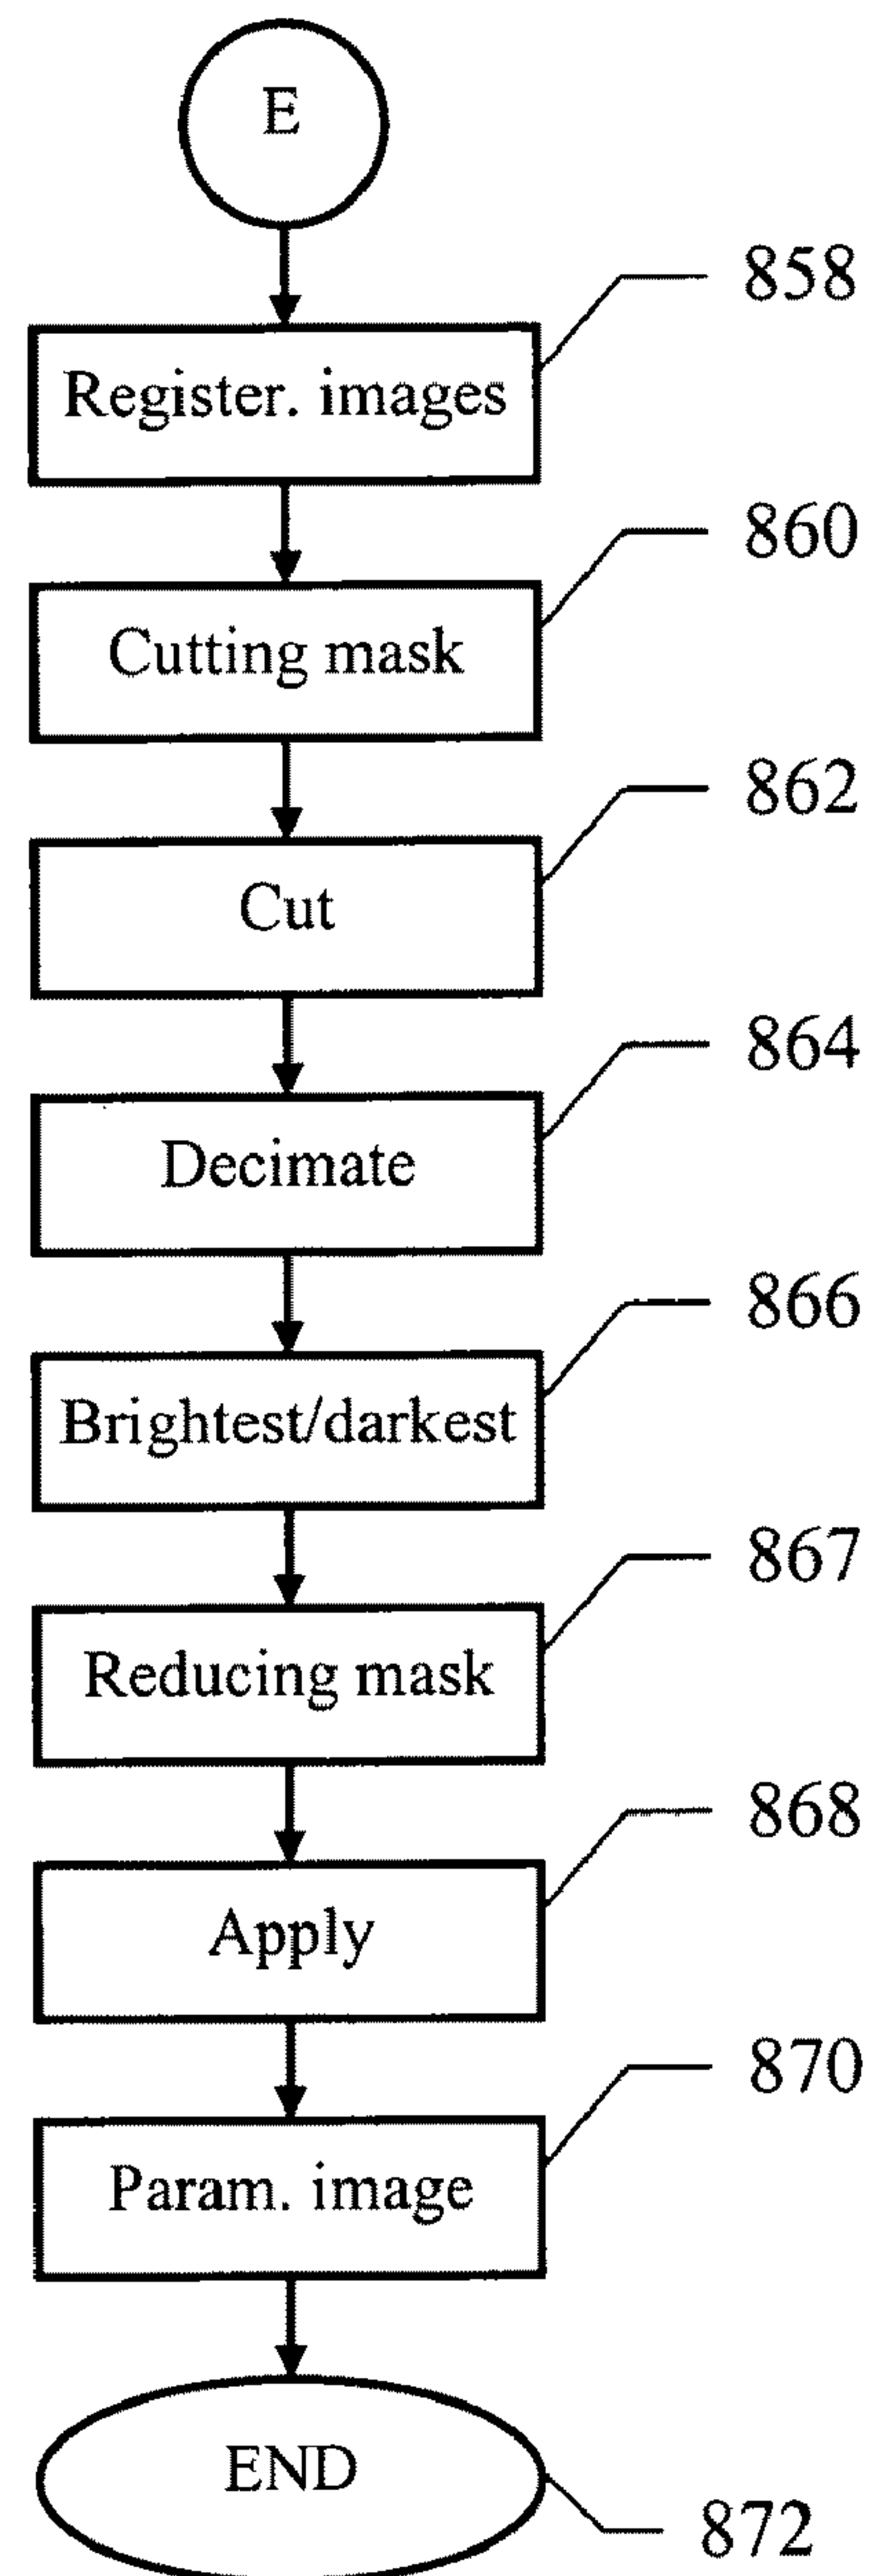 E
858
Register. images
860
Cutting mask
862
Cut
864
Decimate
866
Brightest/darkest
867
Reducing mask
868
Apply
870
Param. image
END
872